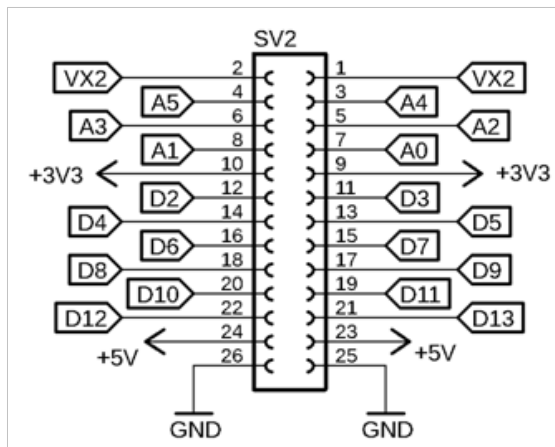 SV2
VX2 2 1 VX2
A5 4 3 A4
A3 6 5 A2
A1 8 7 A0
+3V3 10 9 +3V3
D2 12 11 D3
D4 14 13 D5
D6 16 15 D7
D8 18 17 D9
D10 20 19 D11
D12 22 21 D13
+5V 24 23 +5V
26 25
GND GND